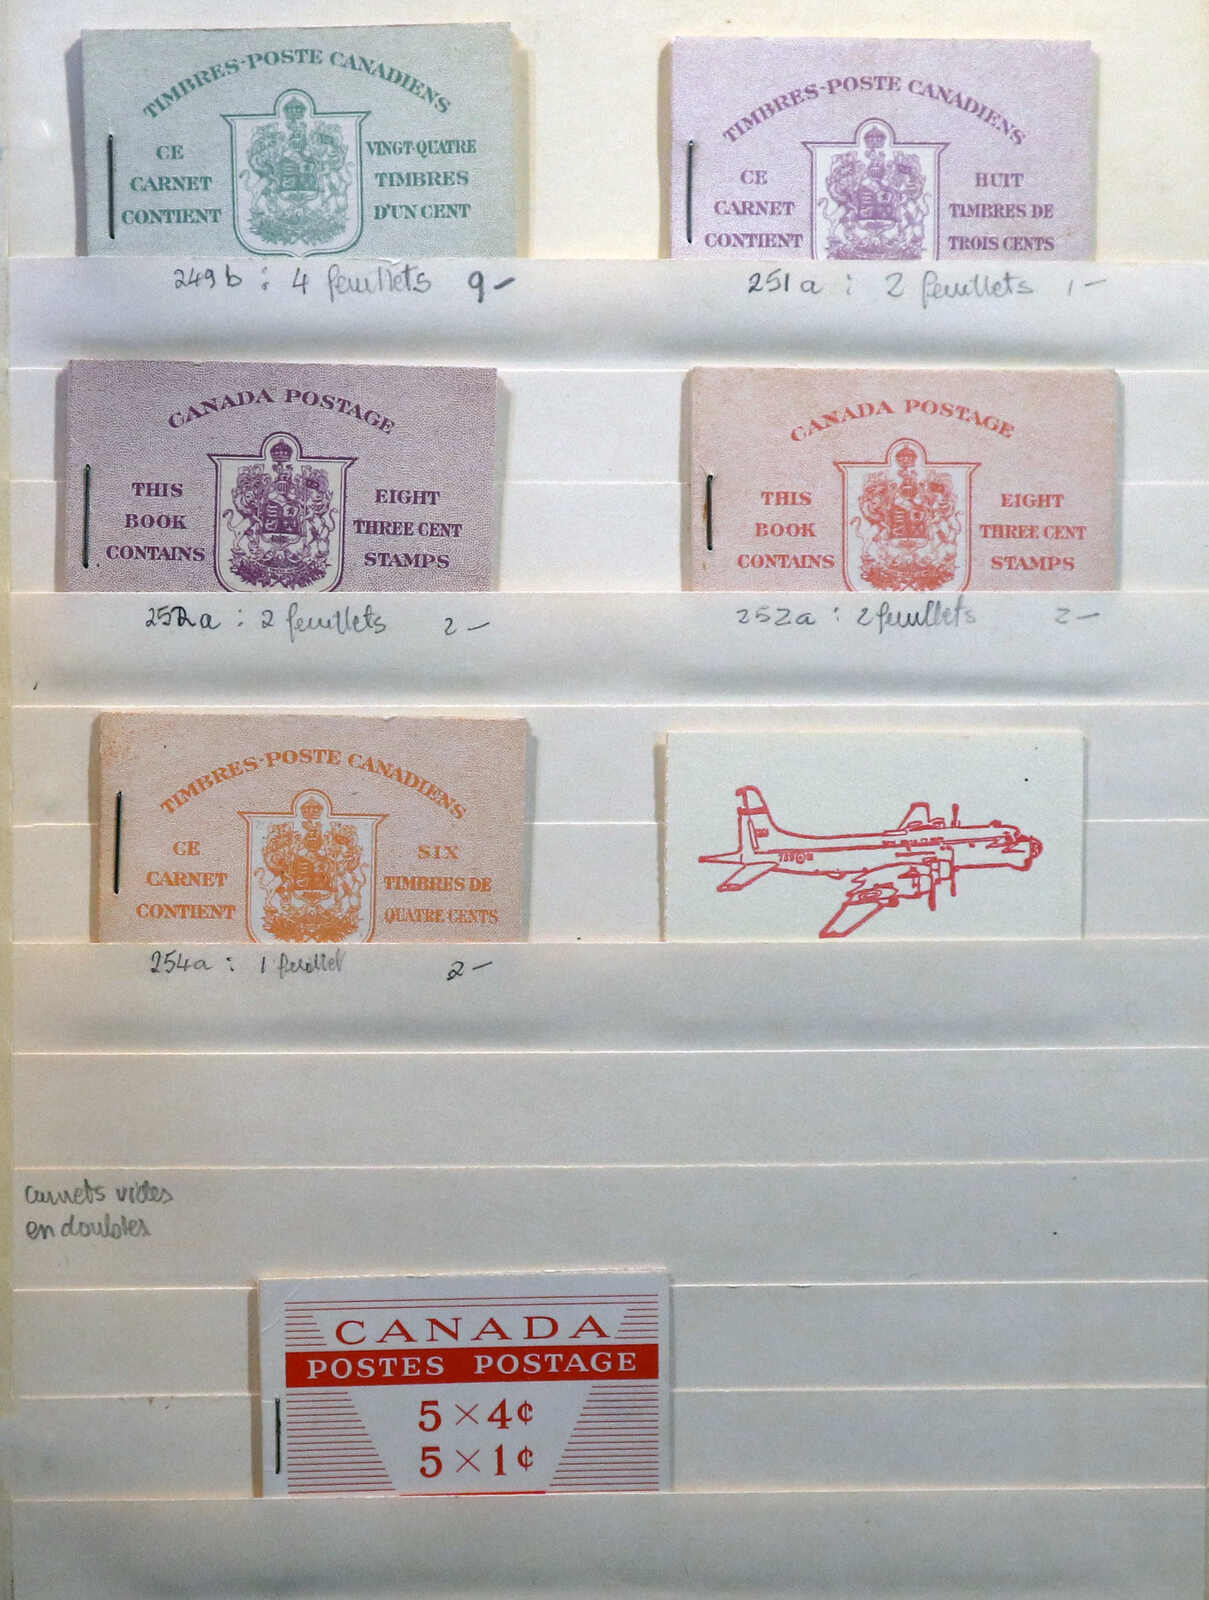 TIMBRES-POSTE CANADIENS
CE
CARNET
CONTIENT
VINGT-QUATRE
TIMBRES
D'UN CENT
249b : 4 feuillets 9-
TIMBRES-POSTE CANADIENS
CE
CARNET
CONTIENT
HUIT
TIMBRES DE
TROIS CENTS
251a : 2 feuillets 1-
CANADA POSTAGE
THIS
BOOK
CONTAINS
EIGHT
THREE CENT
STAMPS
252a : 2 feuillets 2-
CANADA POSTAGE
THIS
BOOK
CONTAINS
EIGHT
THREE CENT
STAMPS
252a : 2 feuillets 2-
TIMBRES-POSTE CANADIENS
CE
CARNET
CONTIENT
SIX
TIMBRES DE
QUATRE CENTS
254a : 1 feuillet 2-
carnets vides
en doubles
CANADA
POSTES POSTAGE
5 × 4¢
5 × 1¢